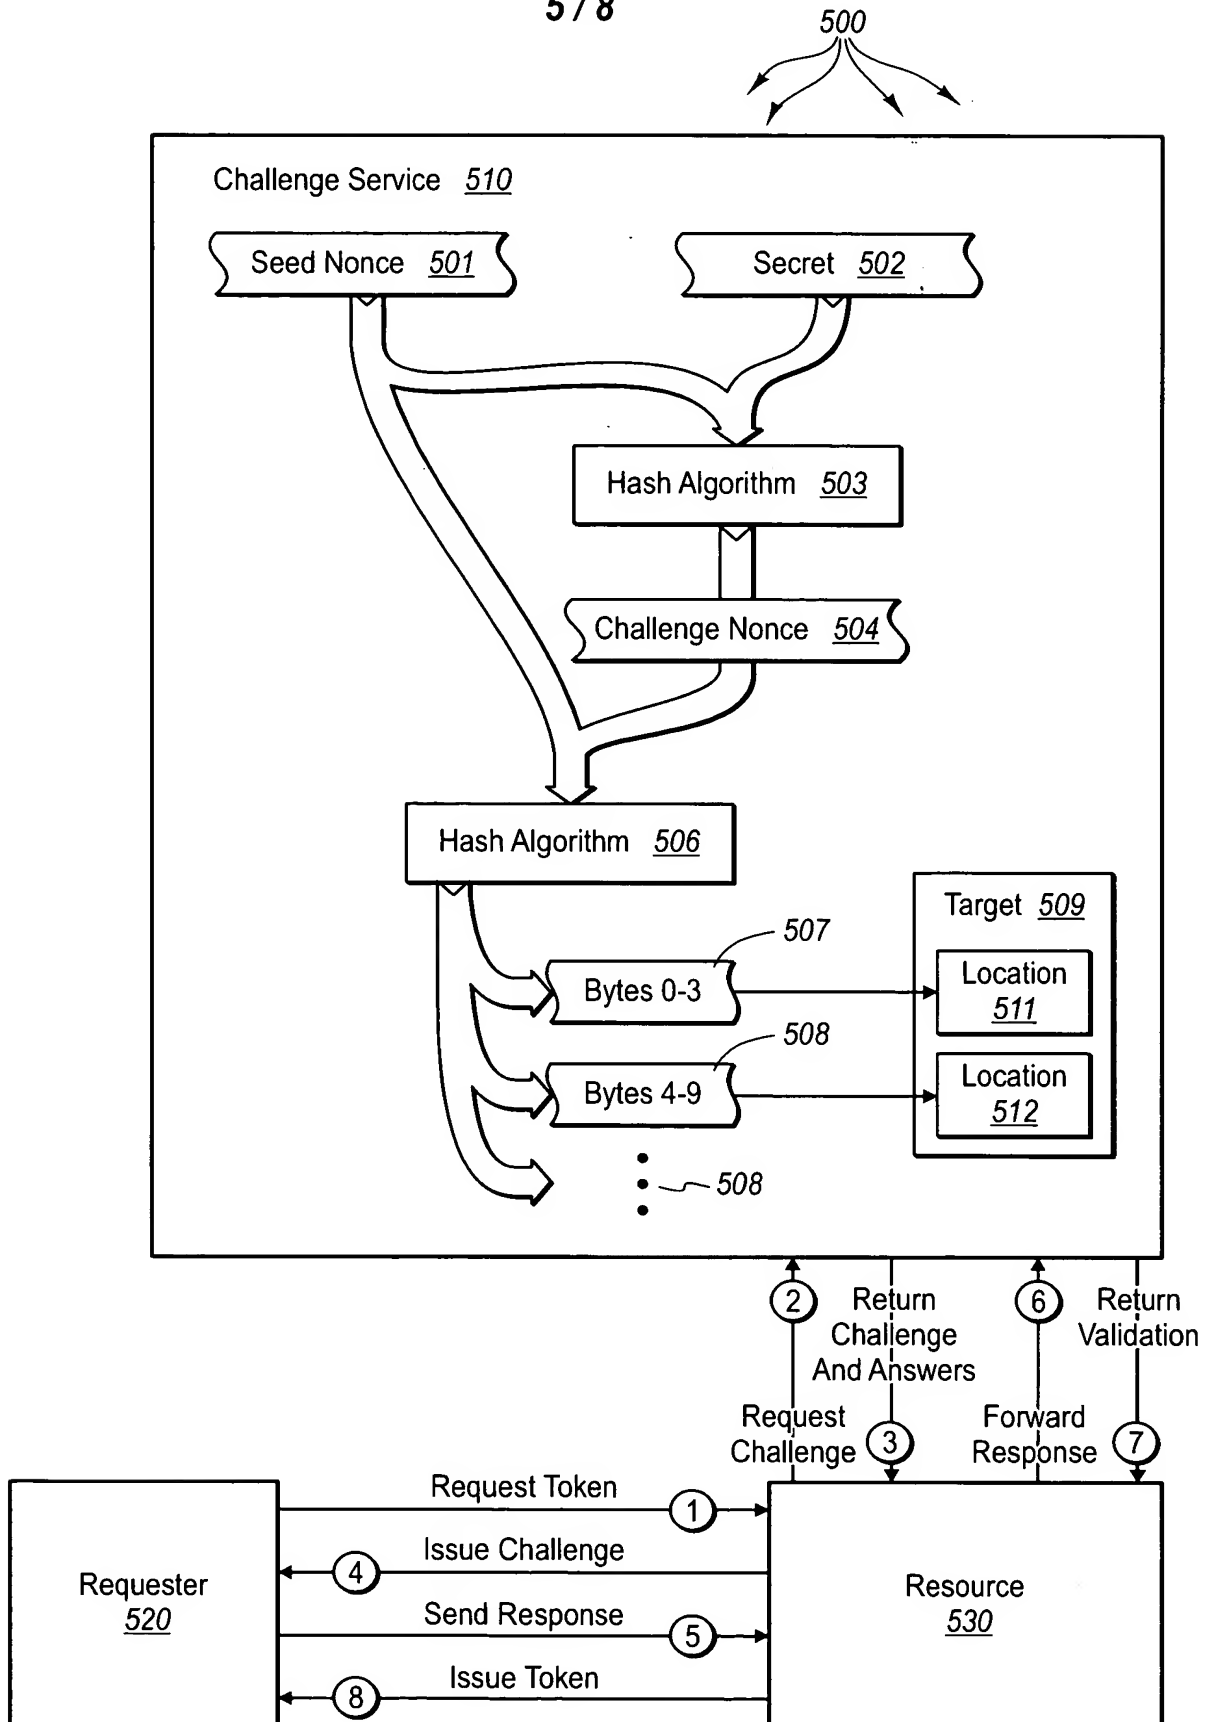 5 / 8
500
Challenge Service 510
Seed Nonce 501
Secret 502
Hash Algorithm 503
Challenge Nonce 504
Hash Algorithm 506
507
Bytes 0-3
508
Bytes 4-9
508
Target 509
Location
511
Location
512
2
Return
Challenge
And Answers
6
Return
Validation
Request
Challenge
3
Forward
Response
7
Request Token
1
Issue Challenge
4
Send Response
5
Issue Token
8
Requester
520
Resource
530